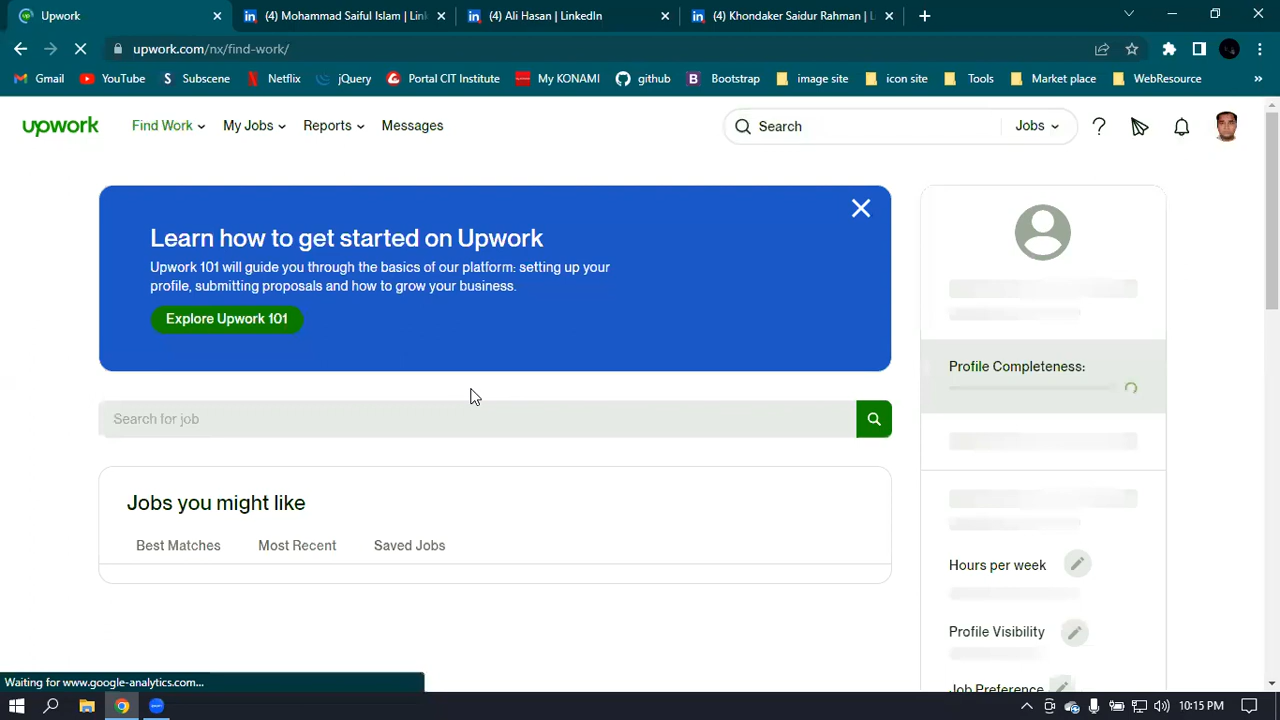 Upwork
(4) Mohammad Saiful Islam | Link
(4) Ali Hasan | LinkedIn
(4) Khondaker Saidur Rahman | L
upwork.com/nx/find-work/
Gmail
YouTube
Subscene
Netflix
jQuery
Portal CIT Institute
My KONAMI
github
Bootstrap
image site
icon site
Tools
Market place
WebResource
»
upwork
Find Work
My Jobs
Reports
Messages
Search
Jobs
?
Learn how to get started on Upwork
Upwork 101 will guide you through the basics of our platform: setting up your
profile, submitting proposals and how to grow your business.
Explore Upwork 101
Profile Completeness:
Search for job
Jobs you might like
Best Matches
Most Recent
Saved Jobs
Hours per week
Profile Visibility
Job Preference
Waiting for www.google-analytics.com...
10:15 PM